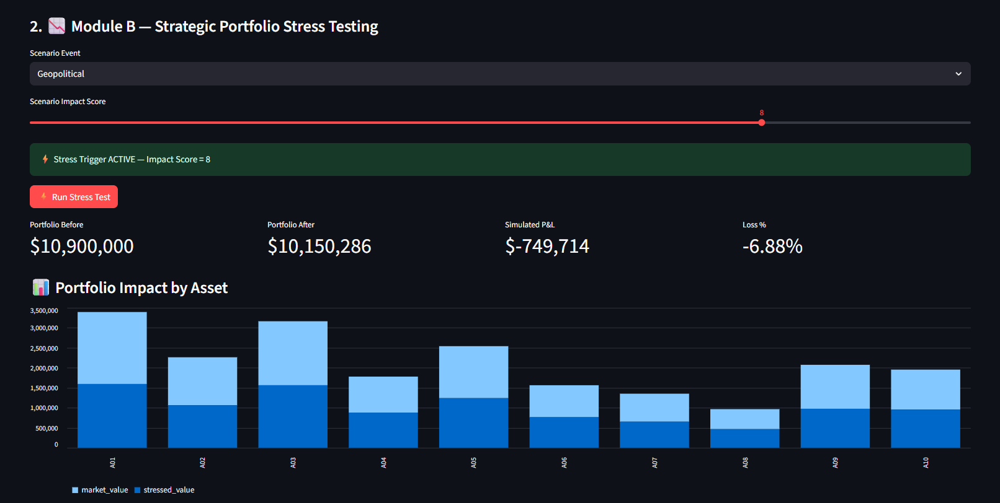 2. Module B — Strategic Portfolio Stress Testing
Scenario Event
Geopolitical
Scenario Impact Score
8
Stress Trigger ACTIVE — Impact Score = 8
Run Stress Test
Portfolio Before
$10,900,000
Portfolio After
$10,150,286
Simulated P&L
$-749,714
Loss %
-6.88%
Portfolio Impact by Asset
3,500,000
3,000,000
2,500,000
2,000,000
1,500,000
1,000,000
500,000
0
A01
A02
A03
A04
A05
A06
A07
A08
A09
A10
market_value
stressed_value